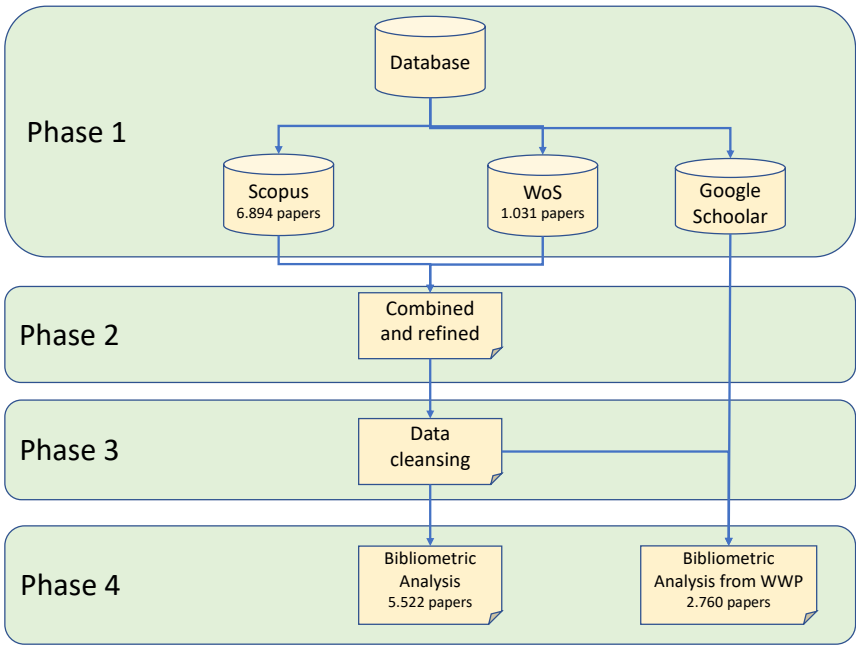 Database
Phase 1
Scopus
6.894 papers
WoS
1.031 papers
Google
Schoolar
Phase 2
Combined
and refined
Phase 3
Data
cleansing
Phase 4
Bibliometric
Analysis
5.522 papers
Bibliometric
Analysis from WWP
2.760 papers